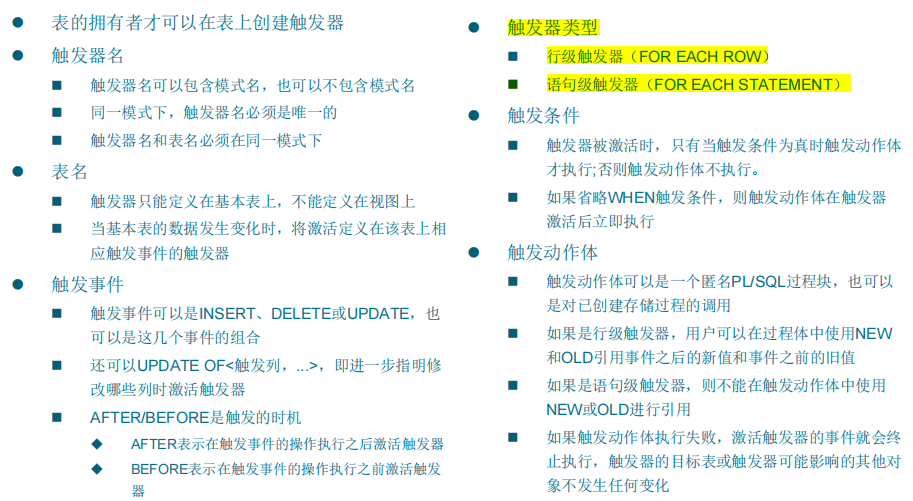 表的拥有者才可以在表上创建触发器
触发器名
触发器名可以包含模式名，也可以不包含模式名
同一模式下，触发器名必须是唯一的
触发器名和表名必须在同一模式下
表名
触发器只能定义在基本表上，不能定义在视图上
当基本表的数据发生变化时，将激活定义在该表上相
应触发事件的触发器
触发事件
触发事件可以是INSERT、DELETE或UPDATE，也
可以是这几个事件的组合
还可以UPDATE OF<触发列，...>，即进一步指明修
改哪些列时激活触发器
AFTER/BEFORE是触发的时机
AFTER表示在触发事件的操作执行之后激活触发器
BEFORE表示在触发事件的操作执行之前激活触发
器
触发器类型
行级触发器（FOR EACH ROW）
语句级触发器（FOR EACH STATEMENT）
触发条件
触发器被激活时，只有当触发条件为真时触发动作体
才执行;否则触发动作体不执行。
如果省略WHEN触发条件，则触发动作体在触发器
激活后立即执行
触发动作体
触发动作体可以是一个匿名PL/SQL过程块，也可以
是对已创建存储过程的调用
如果是行级触发器，用户可以在过程体中使用NEW
和OLD引用事件之后的新值和事件之前的旧值
如果是语句级触发器，则不能在触发动作体中使用
NEW或OLD进行引用
如果触发动作体执行失败，激活触发器的事件就会终
止执行，触发器的目标表或触发器可能影响的其他对
象不发生任何变化